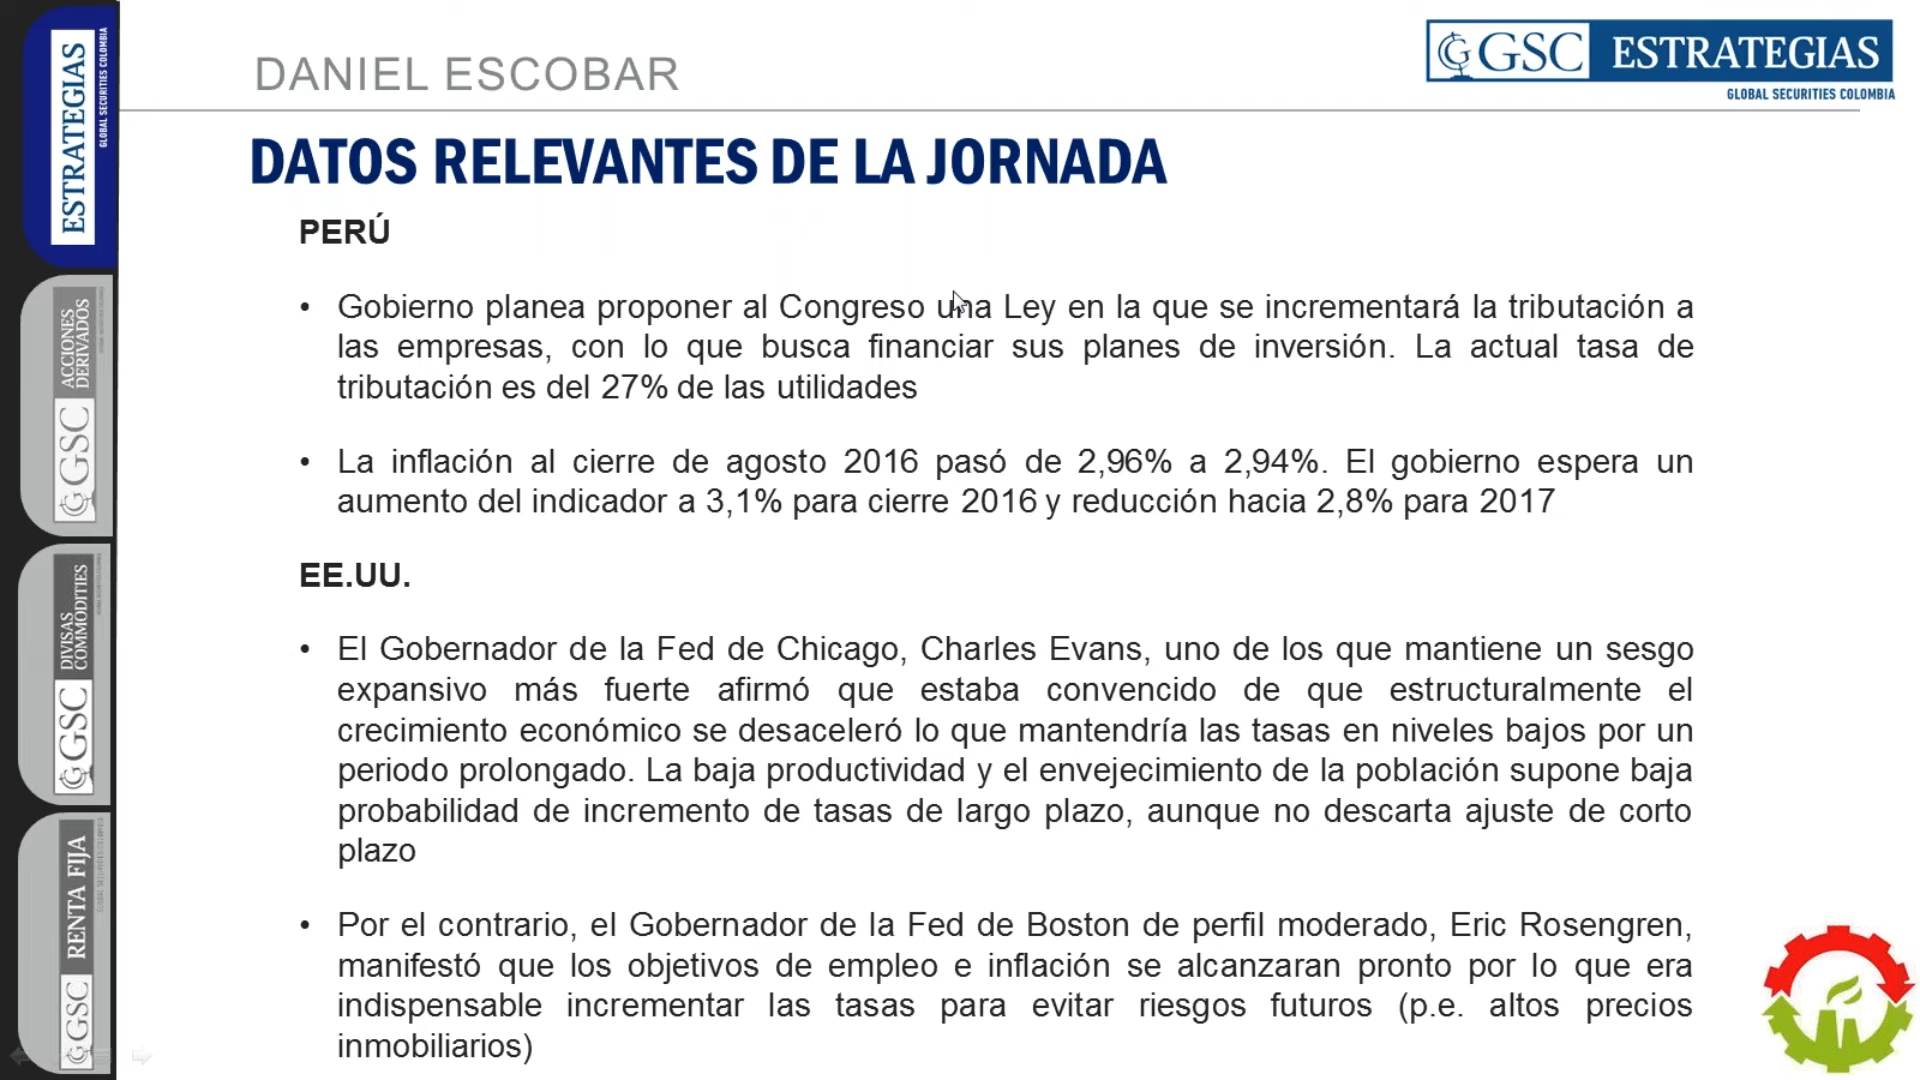 DANIEL ESCOBAR
GSC ESTRATEGIAS
GLOBAL SECURITIES COLOMBIA
DATOS RELEVANTES DE LA JORNADA
PERÚ
• Gobierno planea proponer al Congreso una Ley en la que se incrementará la tributación a
las empresas, con lo que busca financiar sus planes de inversión. La actual tasa de
tributación es del 27% de las utilidades
• La inflación al cierre de agosto 2016 pasó de 2,96% a 2,94%. El gobierno espera un
aumento del indicador a 3,1% para cierre 2016 y reducción hacia 2,8% para 2017
EE.UU.
• El Gobernador de la Fed de Chicago, Charles Evans, uno de los que mantiene un sesgo
expansivo más fuerte afirmó que estaba convencido de que estructuralmente el
crecimiento económico se desaceleró lo que mantendría las tasas en niveles bajos por un
periodo prolongado. La baja productividad y el envejecimiento de la población supone baja
probabilidad de incremento de tasas de largo plazo, aunque no descarta ajuste de corto
plazo
• Por el contrario, el Gobernador de la Fed de Boston de perfil moderado, Eric Rosengren,
manifestó que los objetivos de empleo e inflación se alcanzaran pronto por lo que era
indispensable incrementar las tasas para evitar riesgos futuros (p.e. altos precios
inmobiliarios)
ESTRATEGIAS
GLOBAL SECURITIES COLOMBIA
GSC ACCIONES
DERIVADOS
GSC DIVISAS
COMMODITIES
GSC RENTA FIJA